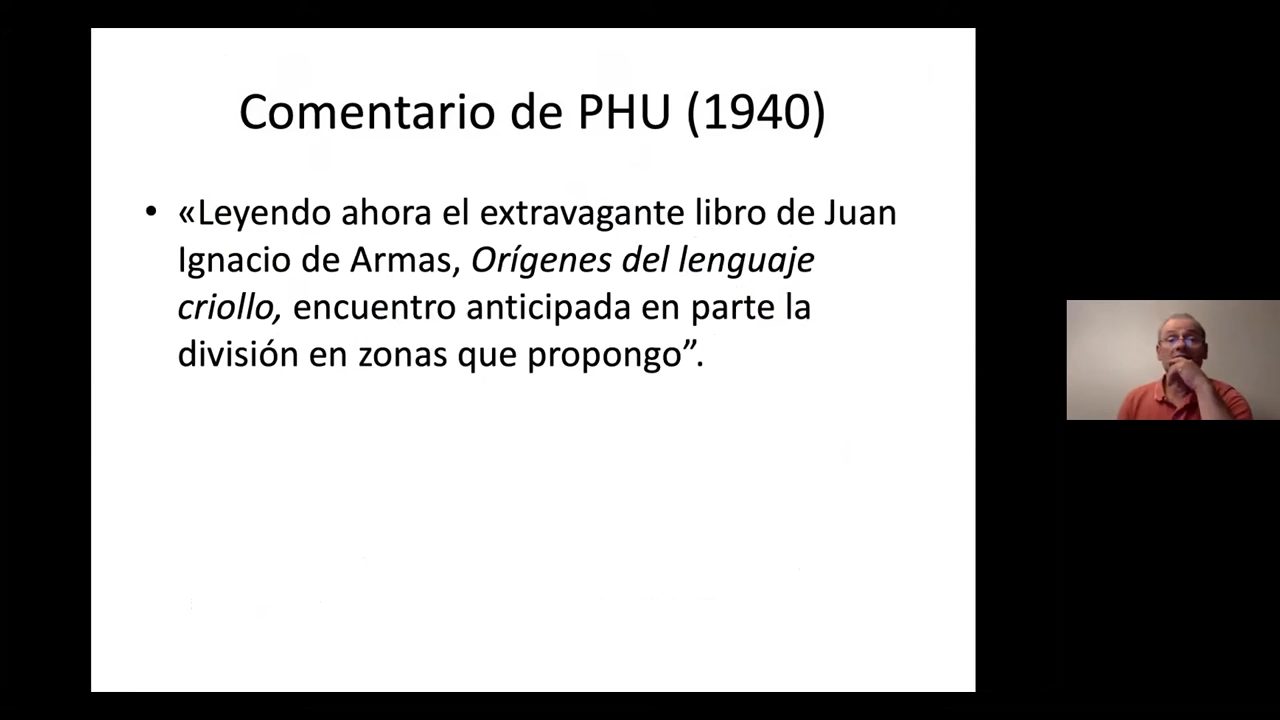 Comentario de PHU (1940)
• «Leyendo ahora el extravagante libro de Juan
Ignacio de Armas, Orígenes del lenguaje
criollo, encuentro anticipada en parte la
división en zonas que propongo”.